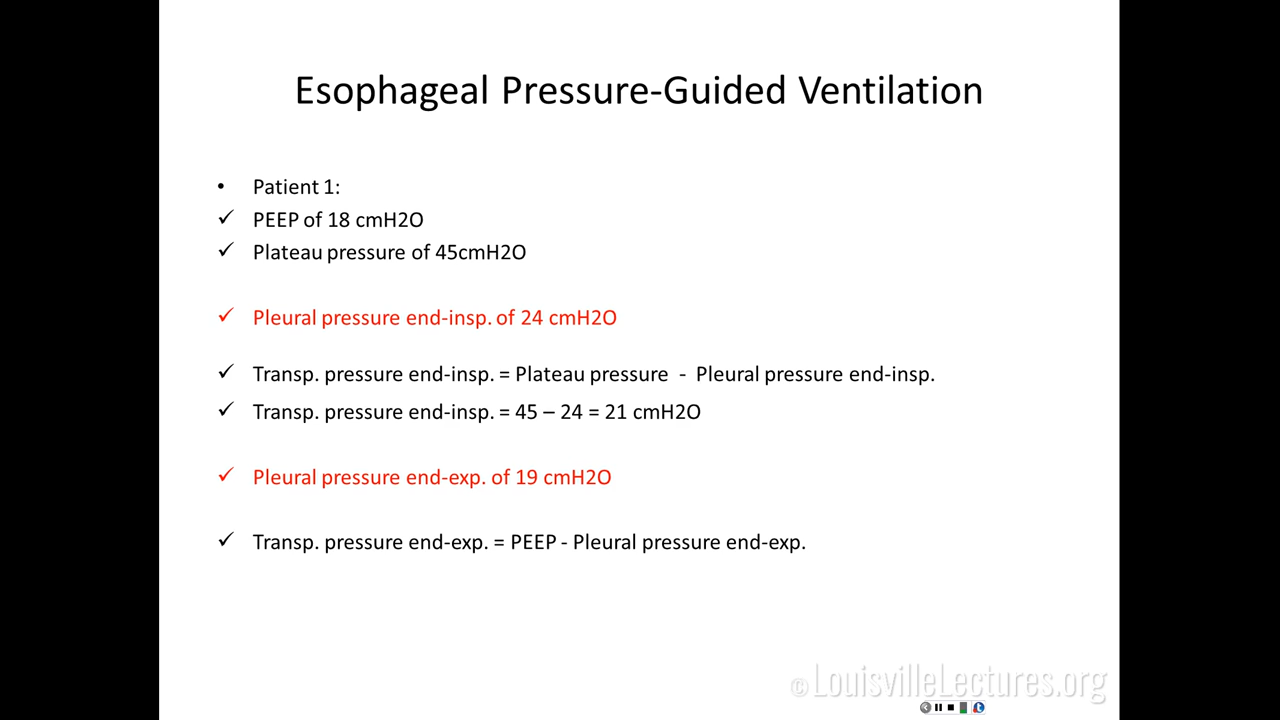 Esophageal Pressure-Guided Ventilation
• Patient 1:
✓ PEEP of 18 cmH2O
✓ Plateau pressure of 45cmH2O
✓ Pleural pressure end-insp. of 24 cmH2O
✓ Transp. pressure end-insp. = Plateau pressure - Pleural pressure end-insp.
✓ Transp. pressure end-insp. = 45 – 24 = 21 cmH2O
✓ Pleural pressure end-exp. of 19 cmH2O
✓ Transp. pressure end-exp. = PEEP - Pleural pressure end-exp.
©LouisvilleLectures.org